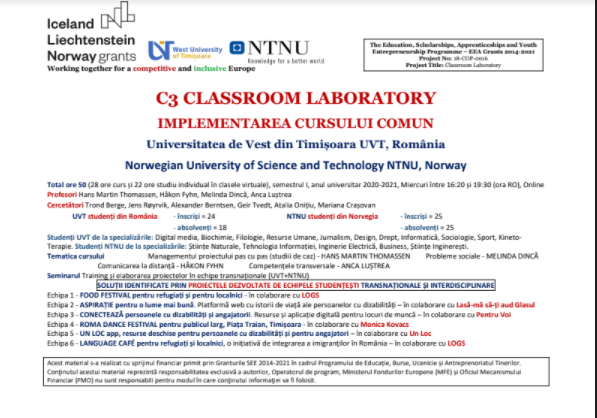 Iceland
Liechtenstein
Norway grants
Working together for a competitive and inclusive Europe
West University
of Timișoara
NTNU
Knowledge for a better world
The Education, Scholarships, Apprenticeships and Youth
Entrepreneurship Programme – EEA Grants 2014-2021
Project No: 18-COP-0016
Project Title: Classroom Laboratory
C3 CLASSROOM LABORATORY
IMPLEMENTAREA CURSULUI COMUN
Universitatea de Vest din Timișoara UVT, România
Norwegian University of Science and Technology NTNU, Norway
Total ore 50 (28 ore curs și 22 ore studiu individual în clasele virtuale), semestrul I, anul universitar 2020-2021, Miercuri între 16:20 și 19:30 (ora RO), Online
Profesori Hans Martin Thomassen, Håkon Fyhn, Melinda Dincă, Anca Luștrea
Cercetători Trond Berge, Jens Røyrvik, Alexander Berntsen, Geir Tvedt, Atalia Onițiu, Mariana Crașovan
UVT studenți din România - înscriși = 24 NTNU studenți din Norvegia - înscriși = 25
- absolvenți = 18 - absolvenți = 25
Studenți UVT de la specializările: Digital media, Biochimie, Filologie, Resurse Umane, Jurnalism, Design, Drept, Informatică, Sociologie, Sport, Kineto-
Terapie. Studenți NTNU de la specializările: Științe Naturale, Tehnologia Informației, Inginerie Electrică, Business, Științe Inginerești.
Tematica cursului Managementul proiectului pas cu pas (studii de caz) - HANS MARTIN THOMASSEN Probleme sociale - MELINDA DINCĂ
Comunicarea la distanță - HÅKON FYHN Competențele transversale - ANCA LUȘTREA
Seminarul Training și elaborarea proiectelor în echipe transnaționale (UVT+NTNU)
SOLUȚII IDENTIFICATE PRIN PROIECTELE DEZVOLTATE DE ECHIPELE STUDENȚEȘTI TRANSNAȚIONALE ȘI INTERDISCIPLINARE
Echipa 1 - FOOD FESTIVAL pentru refugiați și pentru localnici - în colaborare cu LOGS
Echipa 2 - ASPIRAȚIE pentru o lume mai bună. Platformă web cu istorii de viață ale persoanelor cu dizabilități – în colaborare cu Lasă-mă să-ți aud Glasul
Echipa 3 - CONECTEAZĂ persoanele cu dizabilități și angajatorii. Resurse și aplicație digitală pentru locuri de muncă – în colaborare cu Pentru Voi
Echipa 4 - ROMA DANCE FESTIVAL pentru publicul larg, Piața Traian, Timișoara - în colaborare cu Monica Kovacs
Echipa 5 - UN LOC app, resurse deschise pentru persoanele cu dizabilități și pentru angajatori – în colaborare cu Un Loc
Echipa 6 - LANGUAGE CAFÉ pentru refugiați și localnici, o inițiativă de integrarea a imigranților în România – în colaborare cu LOGS
Acest material s-a realizat cu sprijinul financiar primit prin Granturile SEE 2014-2021 în cadrul Programului de Educație, Burse, Ucenicie și Antreprenoriatul Tinerilor.
Conținutul acestui material reprezintă responsabilitatea exclusivă a autorilor, Operatorul de program, Ministerul Fondurilor Europene (MFE) și Oficiul Mecanismului
Financiar (FMO) nu sunt responsabili pentru modul în care conținutul informației va fi folosit.